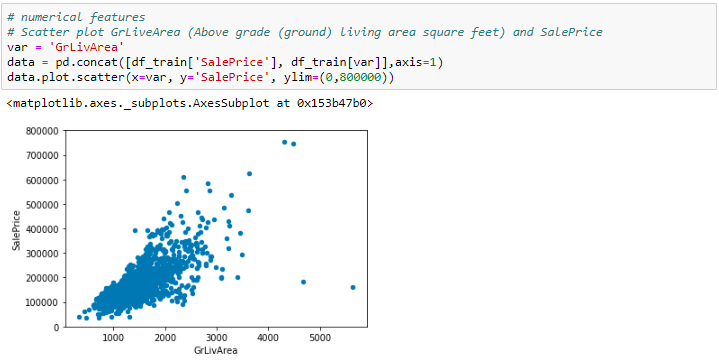 # numerical features
# Scatter plot GrLiveArea (Above grade (ground) living area square feet) and SalePrice
var = 'GrLivArea'
data = pd.concat([df_train['SalePrice'], df_train[var]],axis=1)
data.plot.scatter(x=var, y='SalePrice', ylim=(0,800000))
<matplotlib.axes._subplots.AxesSubplot at 0x153b47b0>
800000
700000
600000
500000
400000
300000
200000
100000
0
SalePrice
1000 2000 3000 4000 5000
GrLivArea